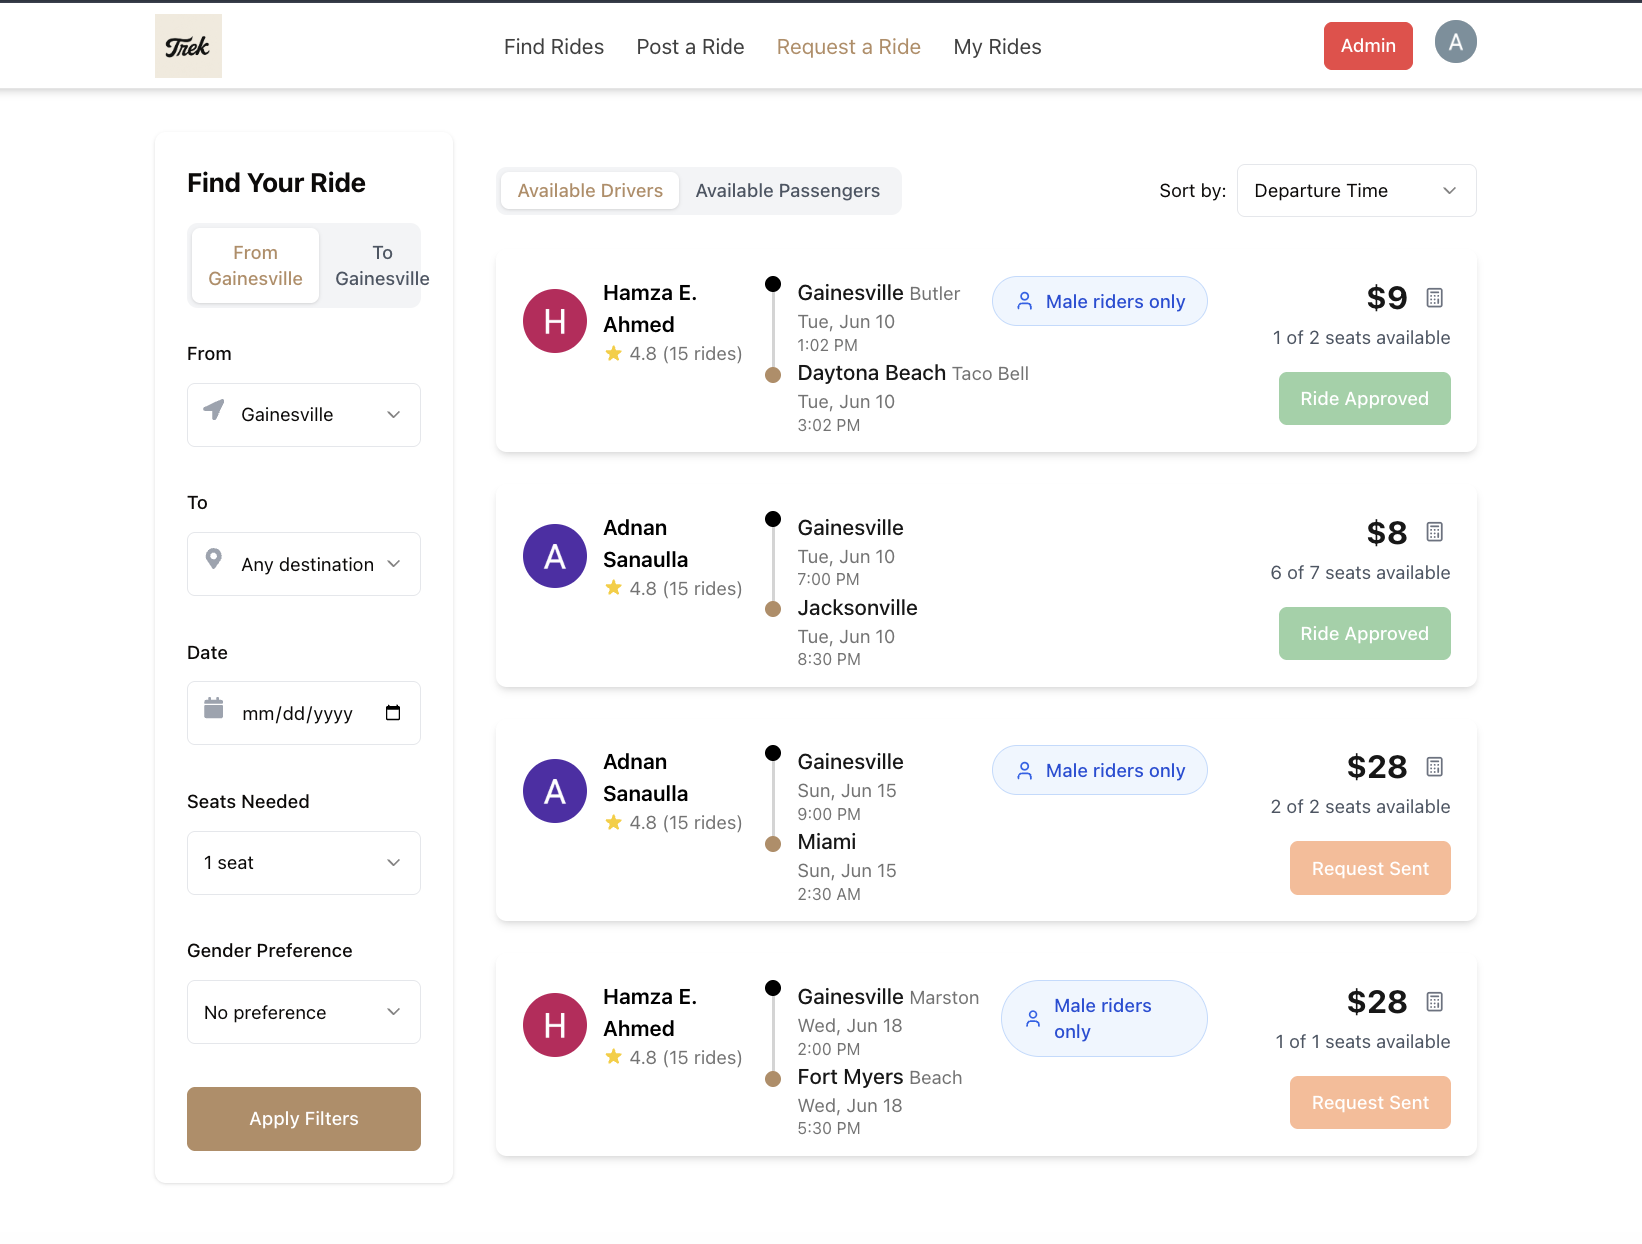 Trek
Find Rides
Post a Ride
Request a Ride
My Rides
Admin
A
Find Your Ride
From
Gainesville
To
Gainesville
From
Gainesville
To
Any destination
Date
mm/dd/yyyy
Seats Needed
1 seat
Gender Preference
No preference
Apply Filters
Available Drivers
Available Passengers
Sort by:
Departure Time
H
Hamza E.
Ahmed
4.8 (15 rides)
Gainesville Butler
Tue, Jun 10
1:02 PM
Daytona Beach Taco Bell
Tue, Jun 10
3:02 PM
Male riders only
$9
1 of 2 seats available
Ride Approved
A
Adnan
Sanaulla
4.8 (15 rides)
Gainesville
Tue, Jun 10
7:00 PM
Jacksonville
Tue, Jun 10
8:30 PM
$8
6 of 7 seats available
Ride Approved
A
Adnan
Sanaulla
4.8 (15 rides)
Gainesville
Sun, Jun 15
9:00 PM
Miami
Sun, Jun 15
2:30 AM
Male riders only
$28
2 of 2 seats available
Request Sent
H
Hamza E.
Ahmed
4.8 (15 rides)
Gainesville Marston
Wed, Jun 18
2:00 PM
Fort Myers Beach
Wed, Jun 18
5:30 PM
Male riders
only
$28
1 of 1 seats available
Request Sent